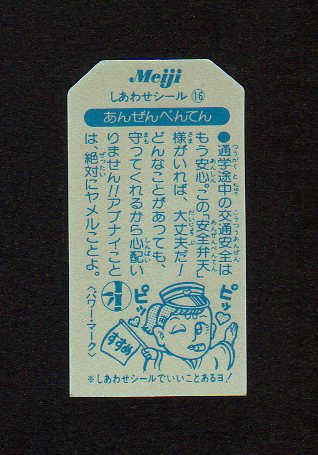 Meiji
しあわせシール⑯
あんぜんべんてん
●通学途中の交通安全は
もう安心。この「安全弁天」
様がいれば、大丈夫だ!
どんなことがあっても、
守ってくれるから心配い
りません!!アブナイこと
は、絶対にヤメルことよ。
〈パワー・マーク〉
ピッ
ピッ
すすめ
※しあわせシールでいいことあるヨ!